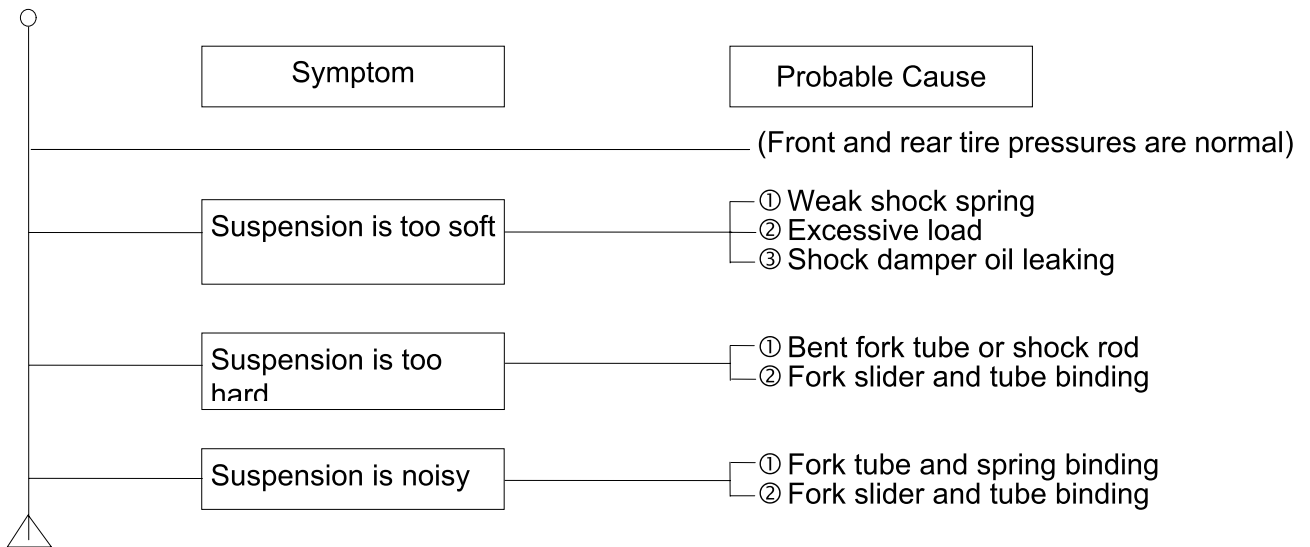 Symptom
Probable Cause
(Front and rear tire pressures are normal)
Suspension is too soft
① Weak shock spring
② Excessive load
③ Shock damper oil leaking
Suspension is too
hard
① Bent fork tube or shock rod
② Fork slider and tube binding
Suspension is noisy
① Fork tube and spring binding
② Fork slider and tube binding